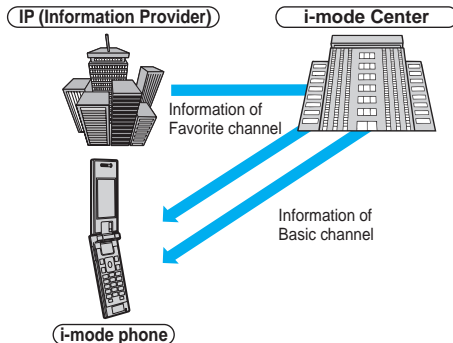 IP (Information Provider)
i-mode Center
Information of
Favorite channel
Information of
Basic channel
i-mode phone